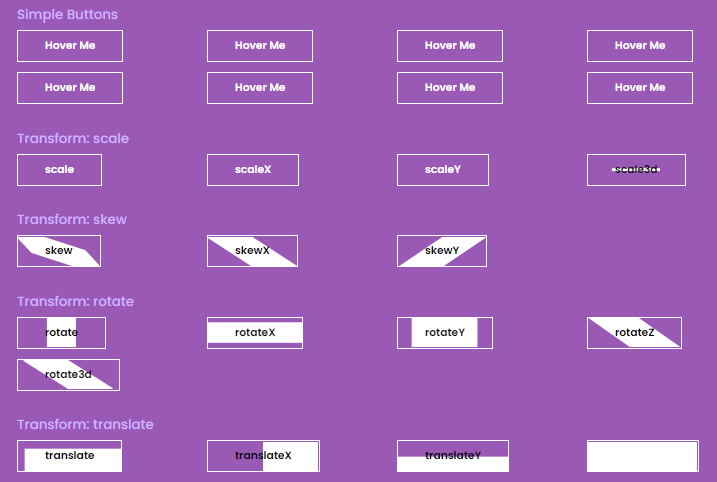 Simple Buttons
Hover Me Hover Me Hover Me Hover Me
Hover Me Hover Me Hover Me Hover Me
Transform: scale
scale scaleX scaleY scale3d
Transform: skew
skew skewX skewY
Transform: rotate
rotate rotateX rotateY rotateZ
rotate3d
Transform: translate
translate translateX translateY